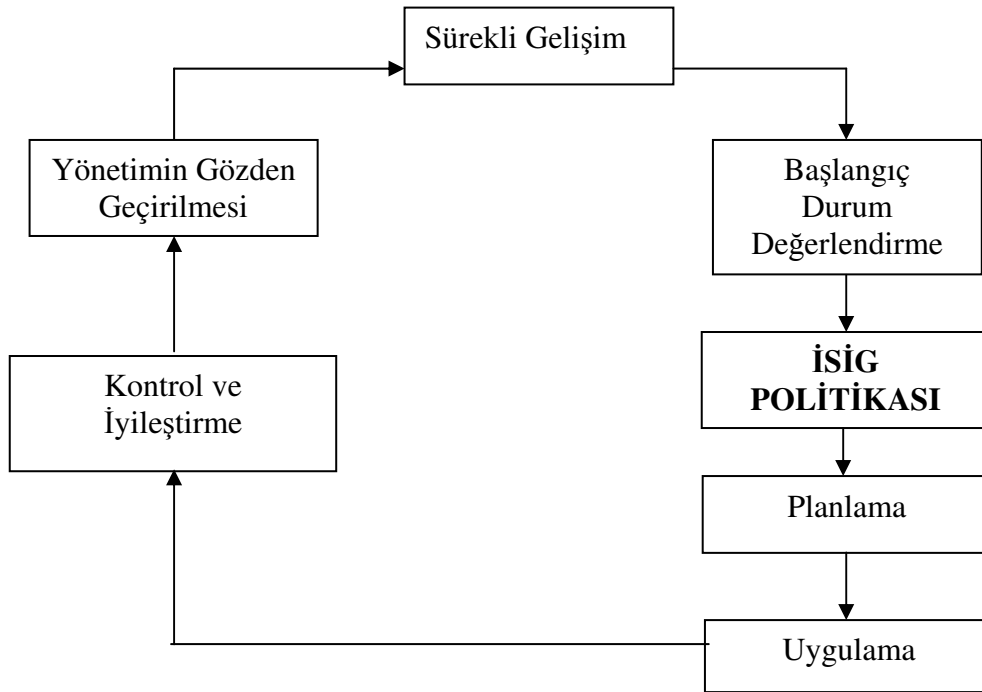 Sürekli Gelişim
Yönetimin Gözden
Geçirilmesi
Başlangıç
Durum
Değerlendirme
İSİG
POLİTİKASI
Kontrol ve
İyileştirme
Planlama
Uygulama